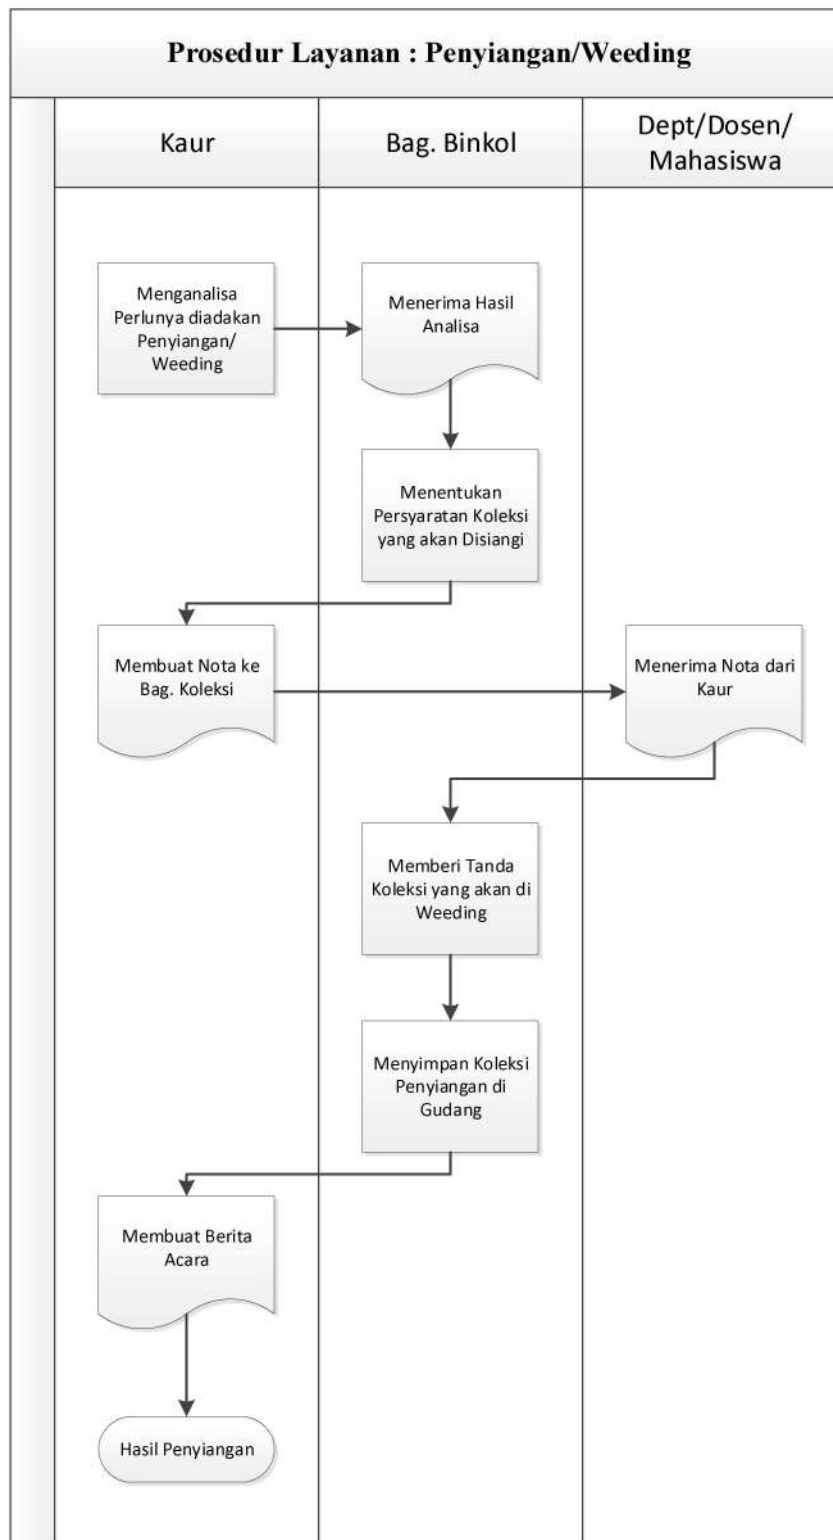 Prosedur Layanan : Penyiangan/Weeding
Kaur
Bag. Binkol
Dept/Dosen/
Mahasiswa
Menganalisa
Perlunya diadakan
Penyiangan/
Weeding
Menerima Hasil
Analisa
Menentukan
Persyaratan Koleksi
yang akan Disiangi
Membuat Nota ke
Bag. Koleksi
Menerima Nota dari
Kaur
Memberi Tanda
Koleksi yang akan di
Weeding
Menyimpan Koleksi
Penyiangan di
Gudang
Membuat Berita
Acara
Hasil Penyiangan